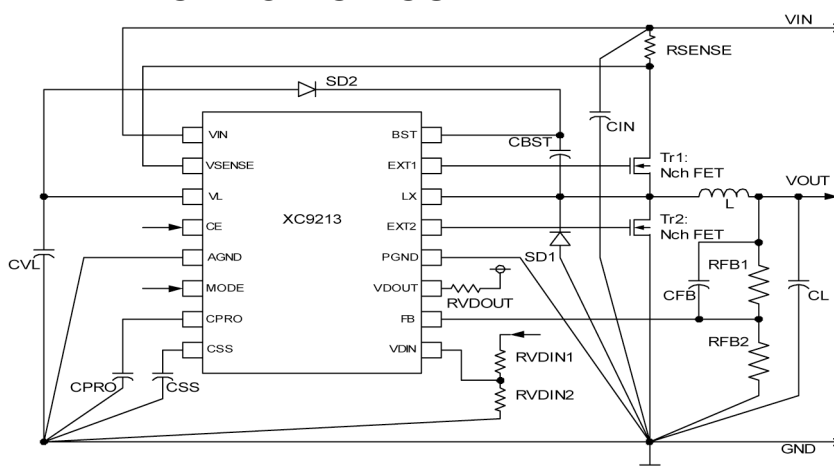 VIN
RSENSE
SD2
VIN
BST
CBST
CIN
VSENSE
EXT1
Tr1:
Nch FET
VL
LX
VOUT
XC9213
L
CE
EXT2
Tr2:
Nch FET
CVL
AGND
PGND
SD1
RFB1
MODE
VDOUT
RVDOUT
CFB
CL
CPRO
FB
CSS
VDIN
RVDIN1
RFB2
CPRO
CSS
RVDIN2
GND